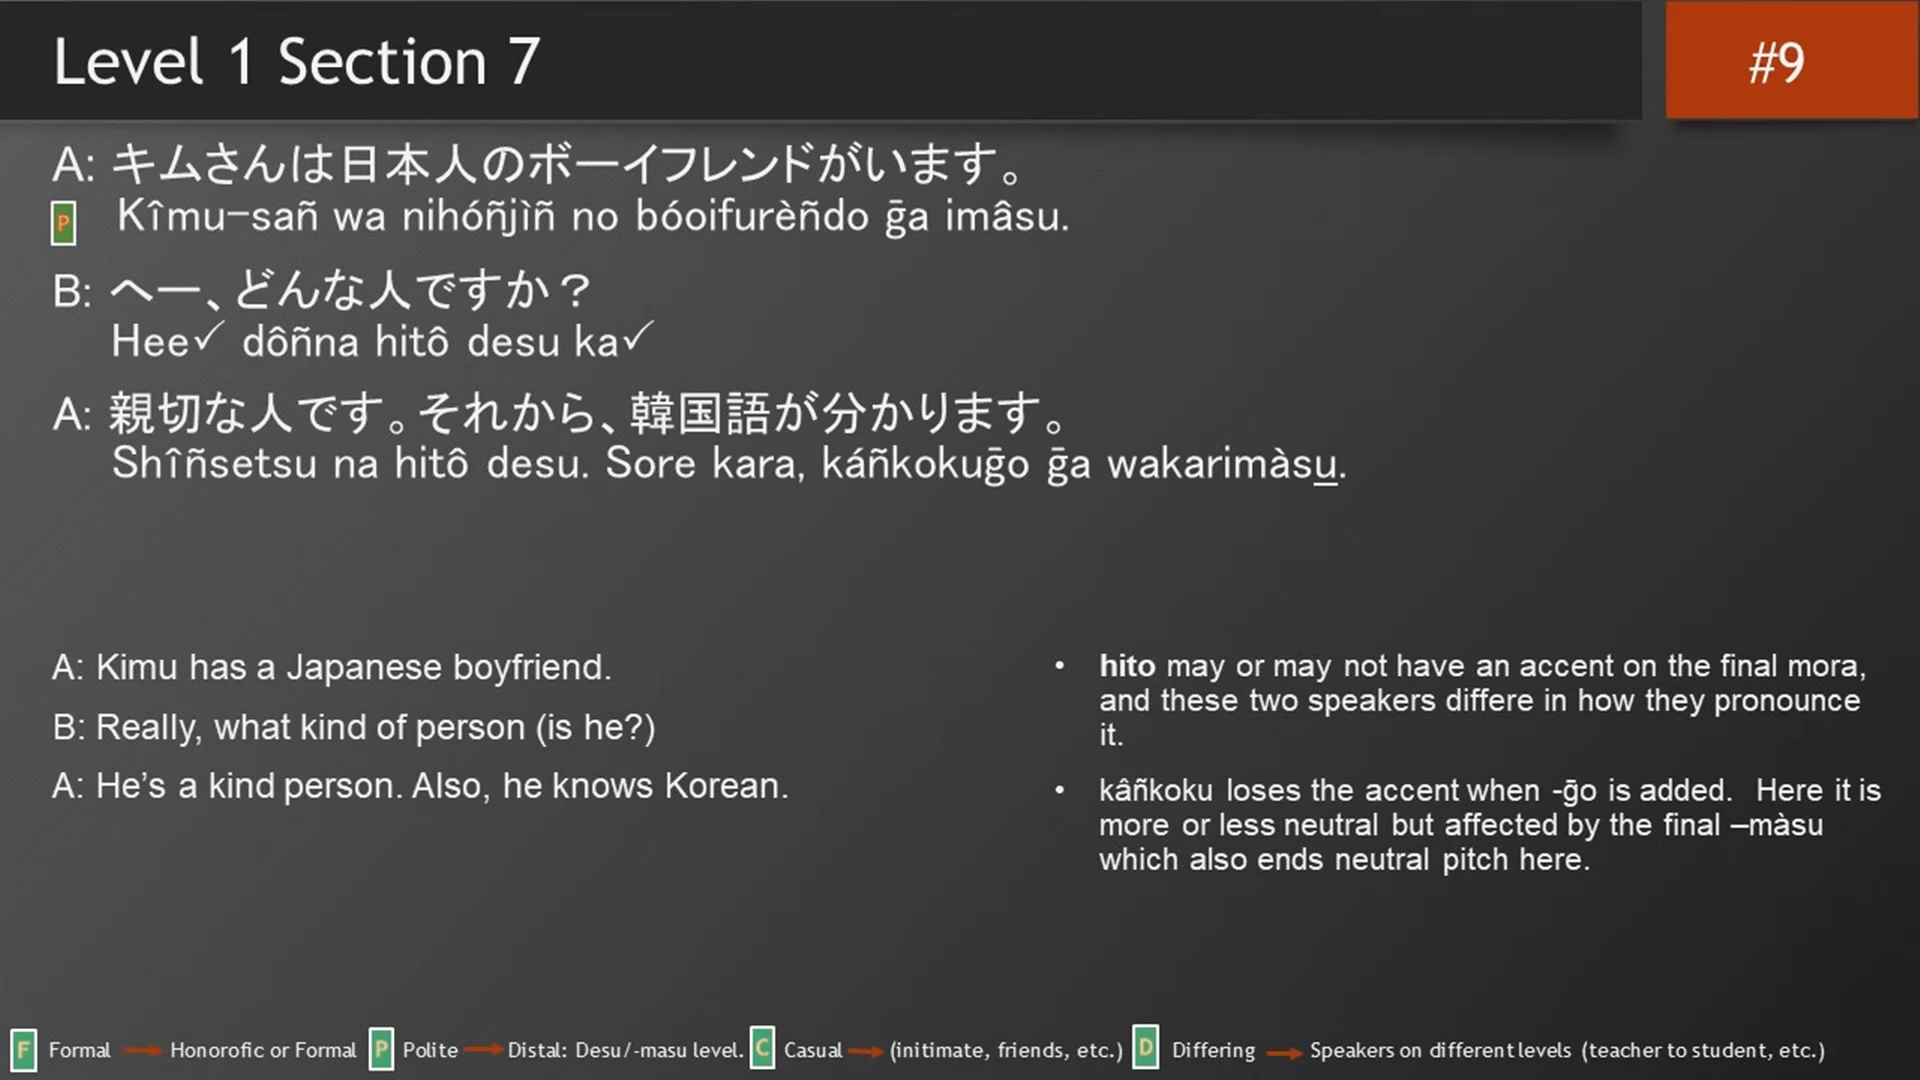 Level 1 Section 7
#9
A: キムさんは日本人のボーイフレンドがいます。
P Kîmu-sañ wa nihóñjìñ no bóoifurèñdo ḡa imâsu.
B: へー、どんな人ですか？
Hee✓ dôñna hitô desu ka✓
A: 親切な人です。それから、韓国語が分かります。
Shîñsetsu na hitô desu. Sore kara, káñkokuḡo ḡa wakarimàsu.
A: Kimu has a Japanese boyfriend.
B: Really, what kind of person (is he?)
A: He’s a kind person. Also, he knows Korean.
• hito may or may not have an accent on the final mora,
and these two speakers differe in how they pronounce
it.
• kâñkoku loses the accent when -ḡo is added. Here it is
more or less neutral but affected by the final –màsu
which also ends neutral pitch here.
F Formal → Honorofic or Formal P Polite → Distal: Desu/-masu level. C Casual → (initimate, friends, etc.) D Differing → Speakers on different levels (teacher to student, etc.)